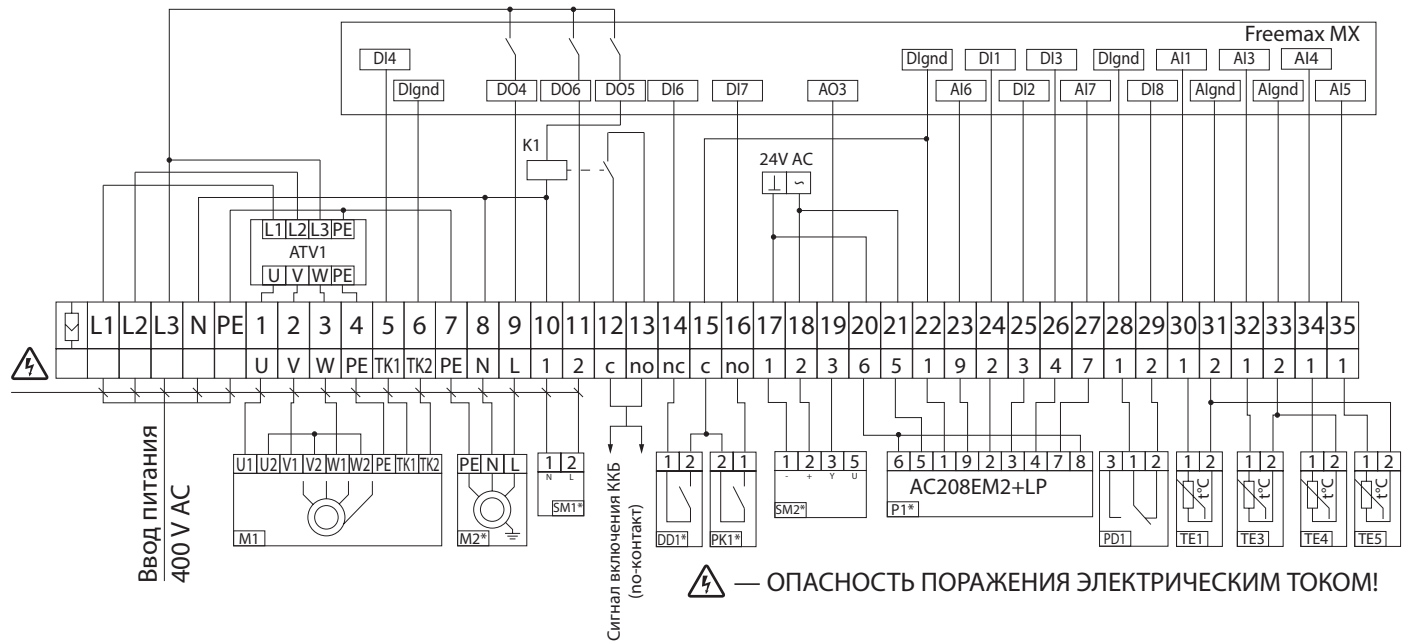 Freemax MX
DI4 DIgnd DI1 DI3 DIgnd AI1 AI3 AI4
DIgnd DO4 DO6 DO5 DI6 DI7 AO3 AI6 DI2 AI7 DI8 AIgnd AIgnd AI5
K1
24V AC
⊥ ~
L1 L2 L3 PE
ATV1
U V W PE
L1 L2 L3 N PE 1 2 3 4 5 6 7 8 9 10 11 12 13 14 15 16 17 18 19 20 21 22 23 24 25 26 27 28 29 30 31 32 33 34 35
U V W PE TK1 TK2 PE N L 1 2 c no nc c no 1 2 3 6 5 1 9 2 3 4 7 1 2 1 2 1 2 1 1
Ввод питания
400 V AC
U1 U2 V1 V2 W1 W2 PE TK1 TK2
M1
PE N L
M2*
1 2
N L
SM1*
Сигнал включения ККБ
(no-контакт)
1 2
DD1*
2 1
PK1*
1 2 3 5
- + Y U
SM2*
6 5 1 9 2 3 4 7 8
AC208EM2+LP
P1*
3 1 2
PD1
1 2
t°C
TE1
1 2
t°C
TE3
1 2
t°C
TE4
1 2
t°C
TE5
— ОПАСНОСТЬ ПОРАЖЕНИЯ ЭЛЕКТРИЧЕСКИМ ТОКОМ!